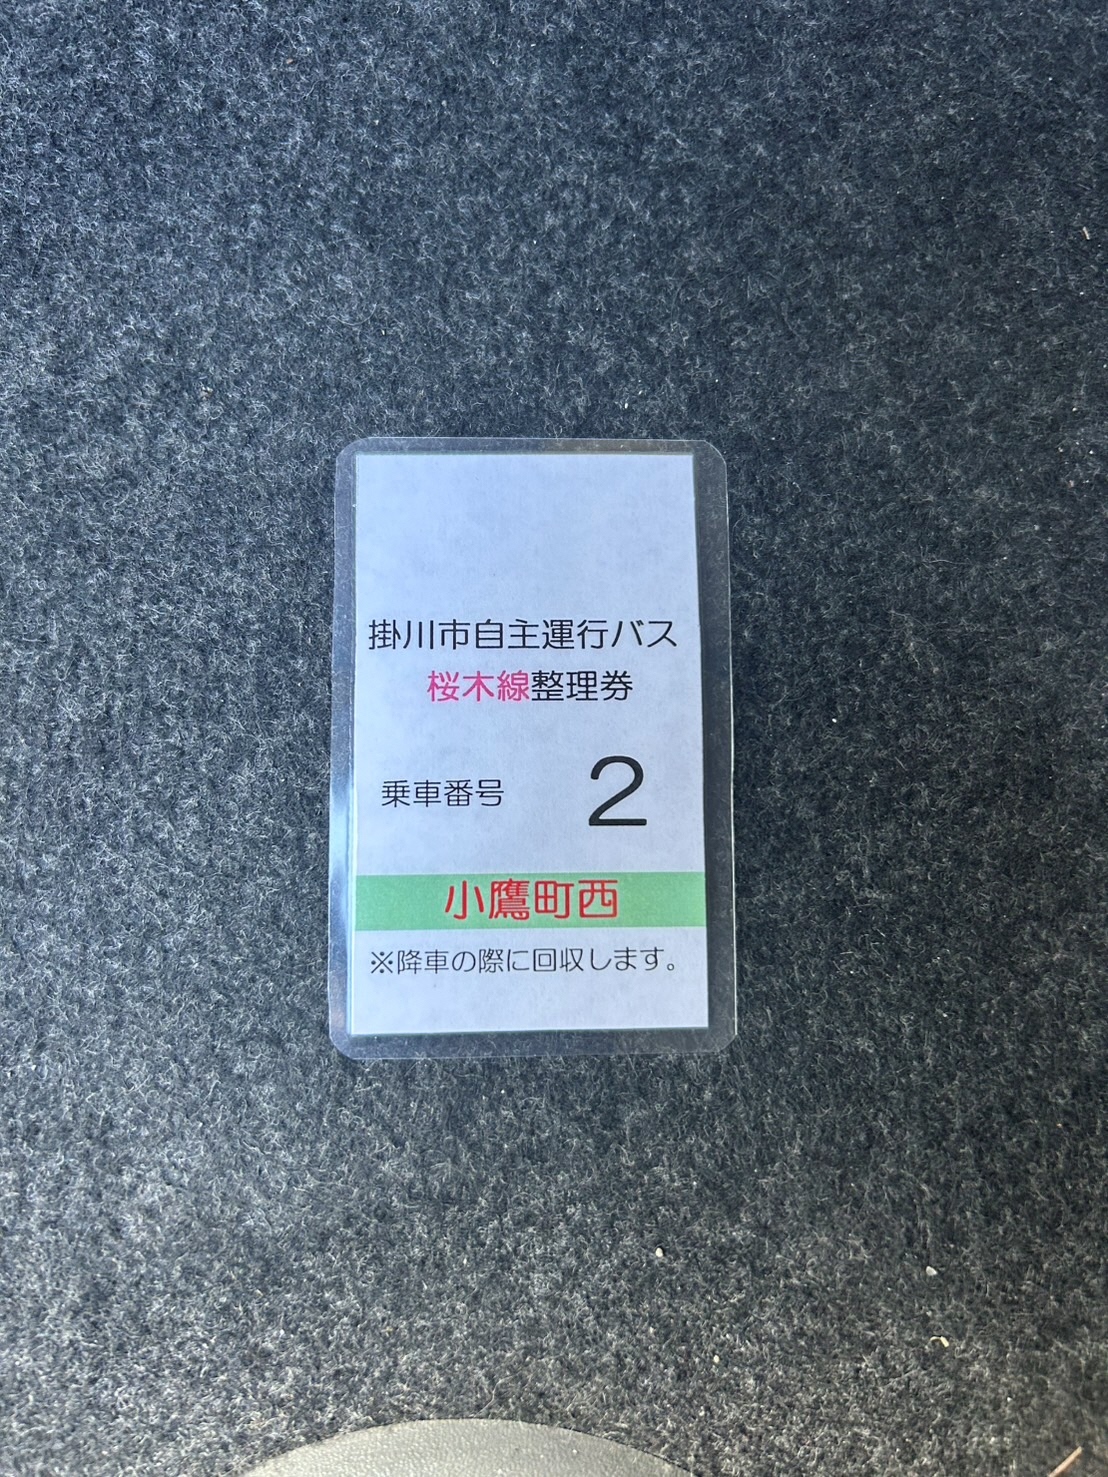 掛川市自主運行バス
桜木線整理券
乗車番号 2
小鷹町西
※降車の際に回収します。